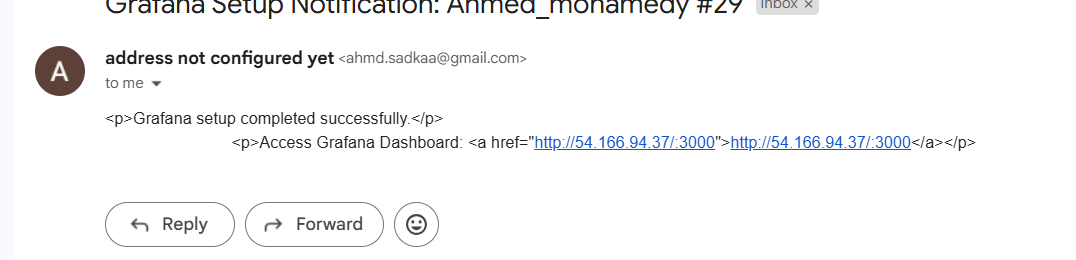 Grafana Setup Notification: Ahmed_mohamedy #29 Inbox ×
A
address not configured yet <ahmd.sadkaa@gmail.com>
to me
<p>Grafana setup completed successfully.</p>
<p>Access Grafana Dashboard: <a href="http://54.166.94.37/:3000">http://54.166.94.37/:3000</a></p>
Reply Forward